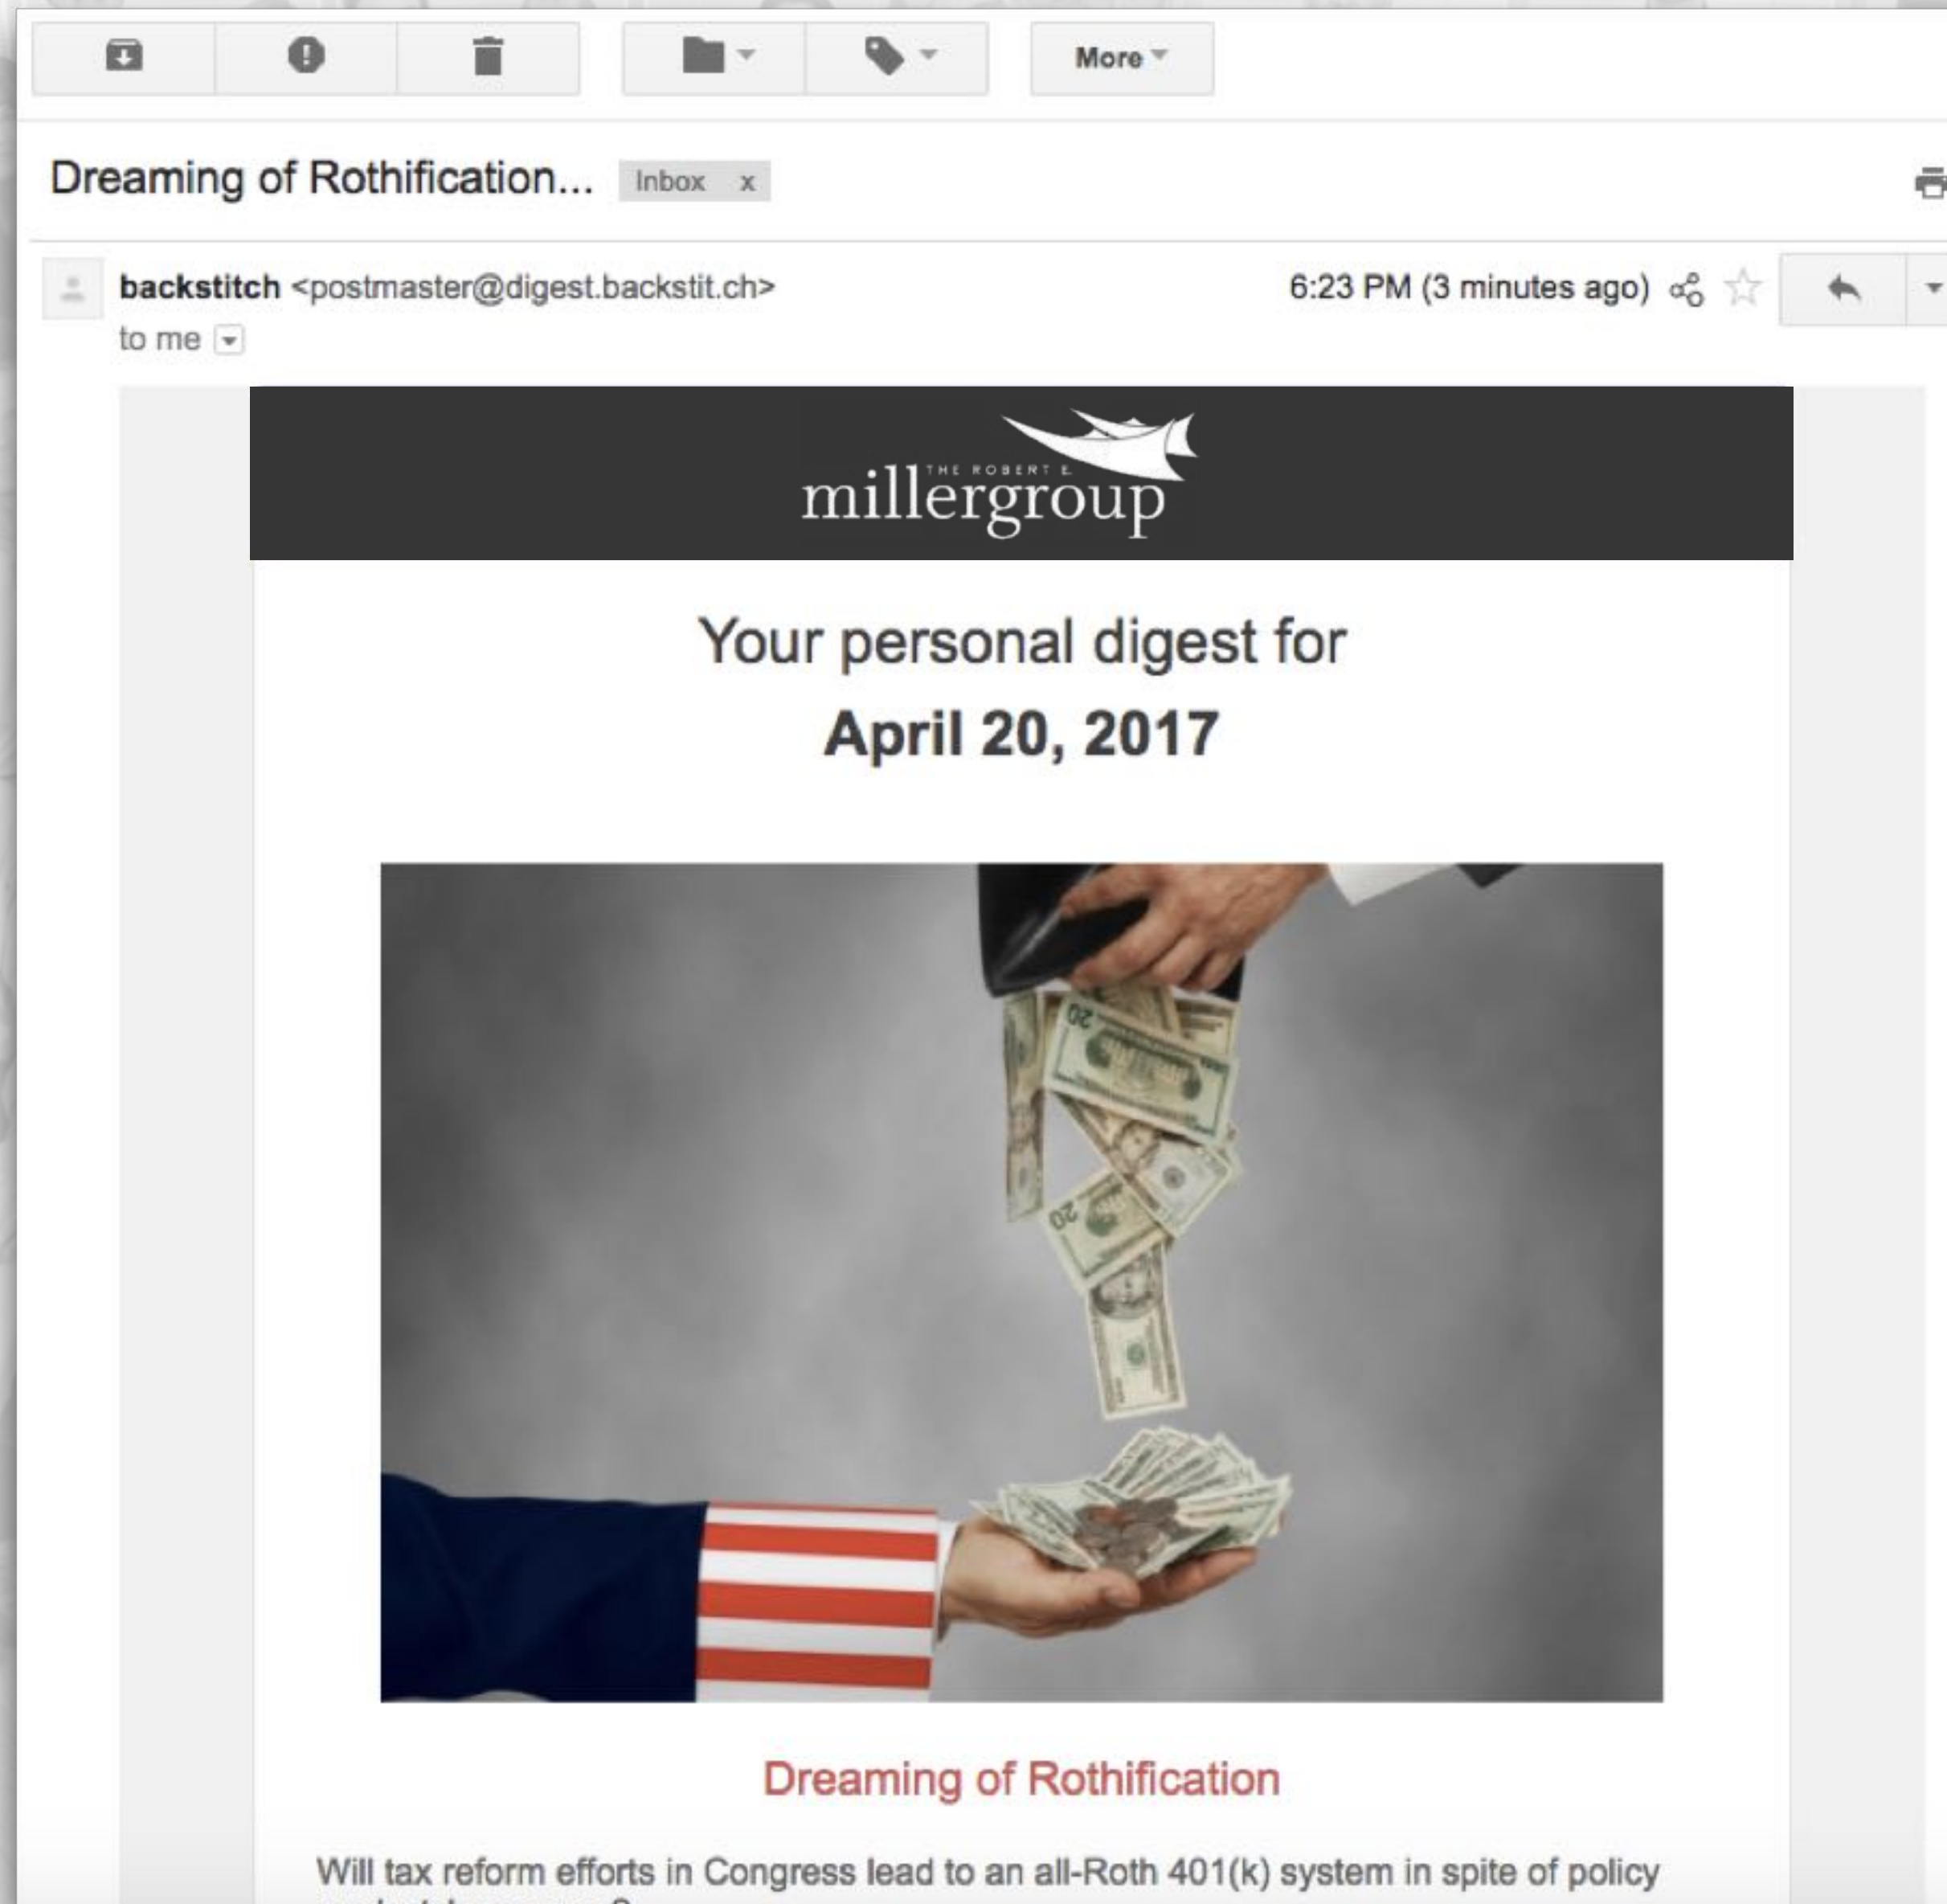 More
Dreaming of Rothification... Inbox x
backstitch <postmaster@digest.backstit.ch> 6:23 PM (3 minutes ago)
to me
THE ROBERT E.
millergroup
Your personal digest for
April 20, 2017
20
20
Dreaming of Rothification
Will tax reform efforts in Congress lead to an all-Roth 401(k) system in spite of policy